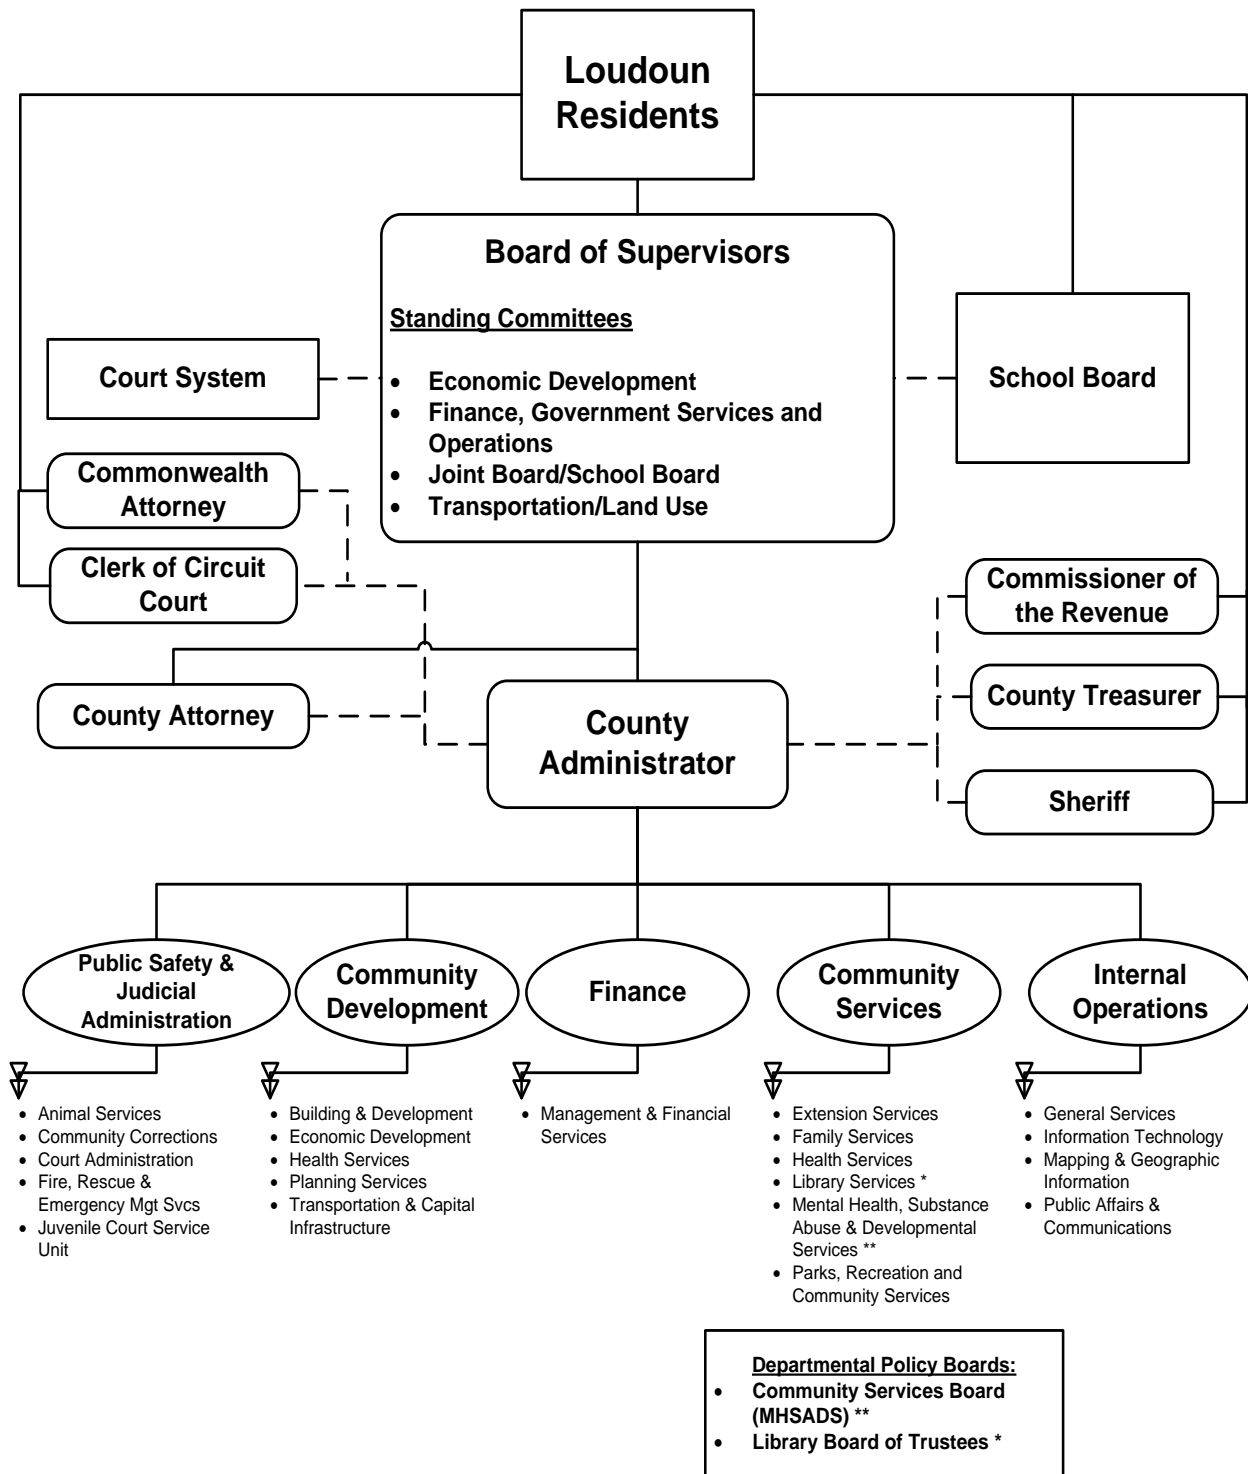 Loudoun
Residents
Board of Supervisors
Standing Committees
• Economic Development
• Finance, Government Services and
Operations
• Joint Board/School Board
• Transportation/Land Use
Court System
School Board
Commonwealth
Attorney
Clerk of Circuit
Court
Commissioner of
the Revenue
County Attorney
County
Administrator
County Treasurer
Sheriff
Public Safety &
Judicial
Administration
Community
Development
Finance
Community
Services
Internal
Operations
• Animal Services
• Community Corrections
• Court Administration
• Fire, Rescue &
Emergency Mgt Svcs
• Juvenile Court Service
Unit
• Building & Development
• Economic Development
• Health Services
• Planning Services
• Transportation & Capital
Infrastructure
• Management & Financial
Services
• Extension Services
• Family Services
• Health Services
• Library Services *
• Mental Health, Substance
Abuse & Developmental
Services **
• Parks, Recreation and
Community Services
• General Services
• Information Technology
• Mapping & Geographic
Information
• Public Affairs &
Communications
Departmental Policy Boards:
• Community Services Board
(MHSADS) **
• Library Board of Trustees *